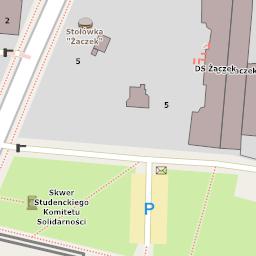 2
Stołówka
"Żaczek"
5
DS Żaczek
5
Skwer
Studenckiego
Komitetu
Solidarności
P